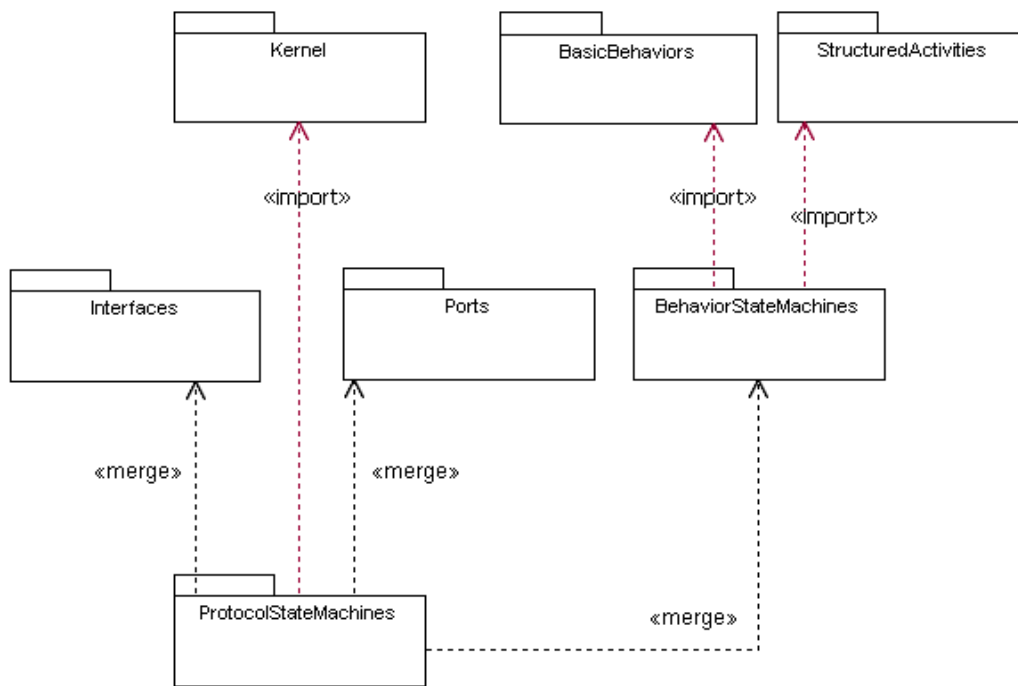 Kernel
BasicBehaviors
StructuredActivities
«import»
«import»
«import»
Interfaces
Ports
BehaviorStateMachines
«merge»
«merge»
ProtocolStateMachines
«merge»